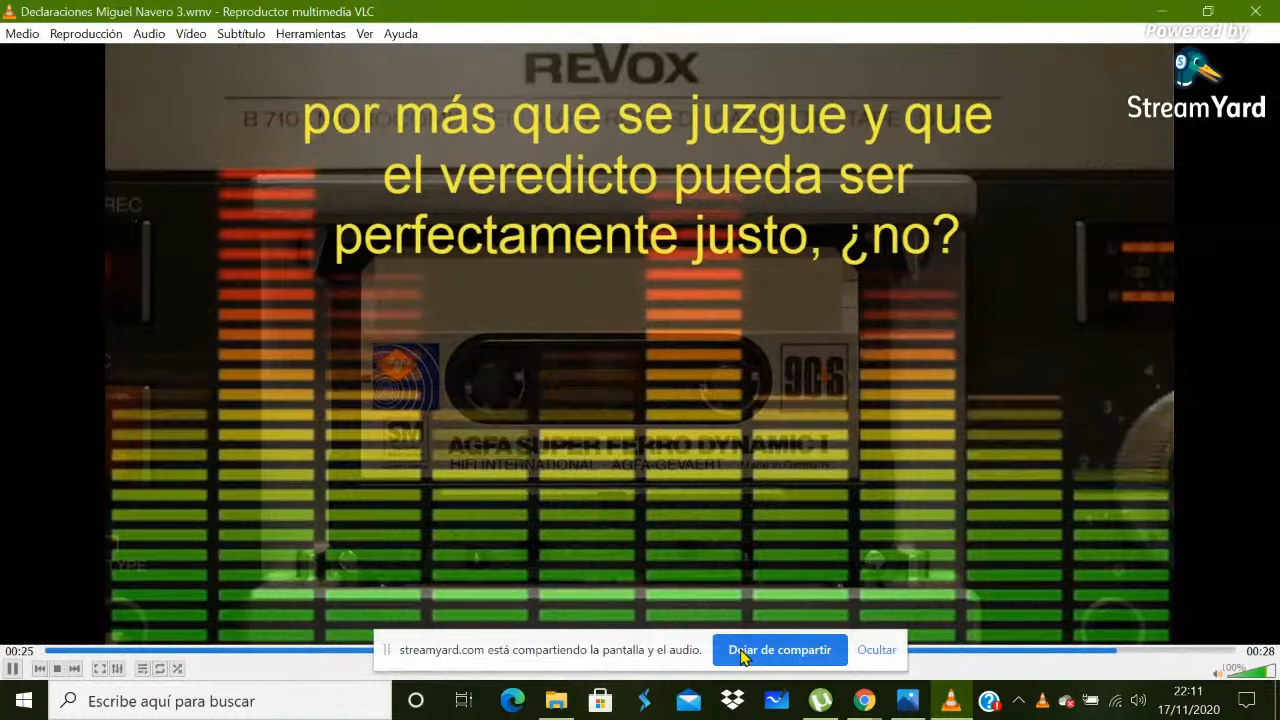 Declaraciones Miguel Navero 3.wmv - Reproductor multimedia VLC
Medio Reproducción Audio Vídeo Subtítulo Herramientas Ver Ayuda
Powered by
StreamYard
REVOX
B 710
por más que se juzgue y que
el veredicto pueda ser
perfectamente justo, ¿no?
REC
90
SM
AGFA SUPER FERRO DYNAMIC I
HIFI INTERNATIONAL AGFA-GEVAERT Made in Germany
TYPE
00:25
streamyard.com está compartiendo la pantalla y el audio.
Dejar de compartir
Ocultar
00:28
100%
Escribe aquí para buscar
22:11
17/11/2020